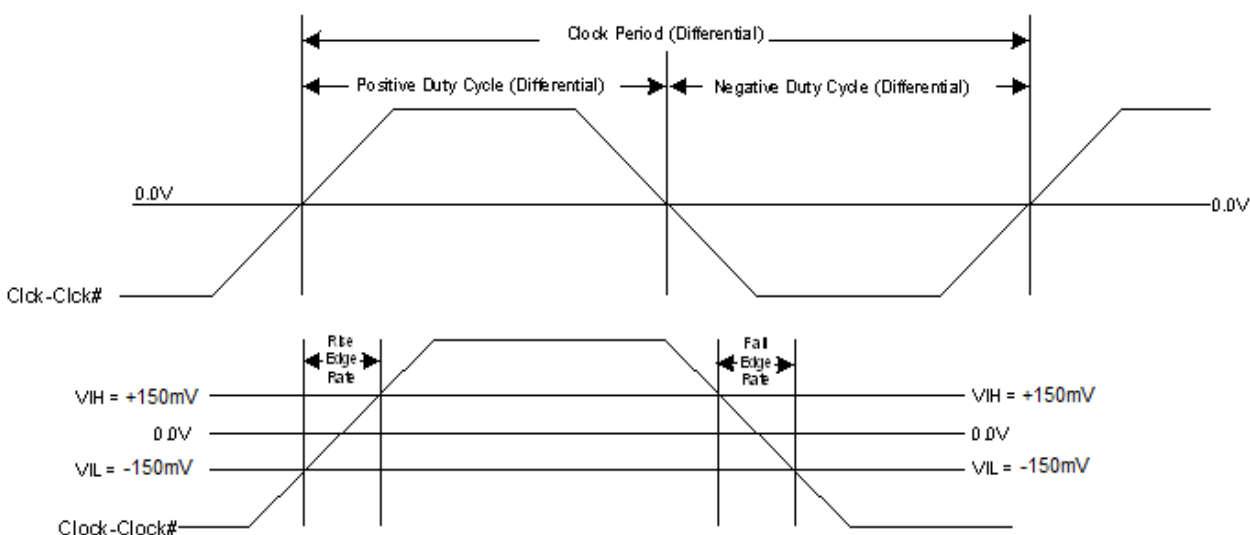 Clock Period (Differential)
Positive Duty Cycle (Differential)
Negative Duty Cycle (Differential)
0.0V
0.0V
Clck-Clck#
Rise
Edge
Rate
Fall
Edge
Rate
VIH = +150mV
VIH = +150mV
0.0V
0.0V
VIL = -150mV
VIL = -150mV
Clock-Clock#